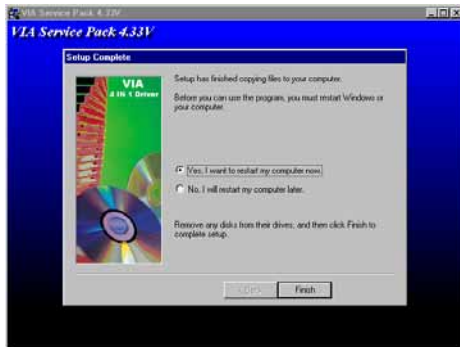 VIA Service Pack 4.33V
VIA Service Pack 4.33V
Setup Complete
VIA
4 IN 1 Driver
Setup has finished copying files to your computer.
Before you can use the program, you must restart Windows or
your computer.
Yes, I want to restart my computer now.
No, I will restart my computer later.
Remove any disks from their drives, and then click Finish to
complete setup.
< Back
Finish